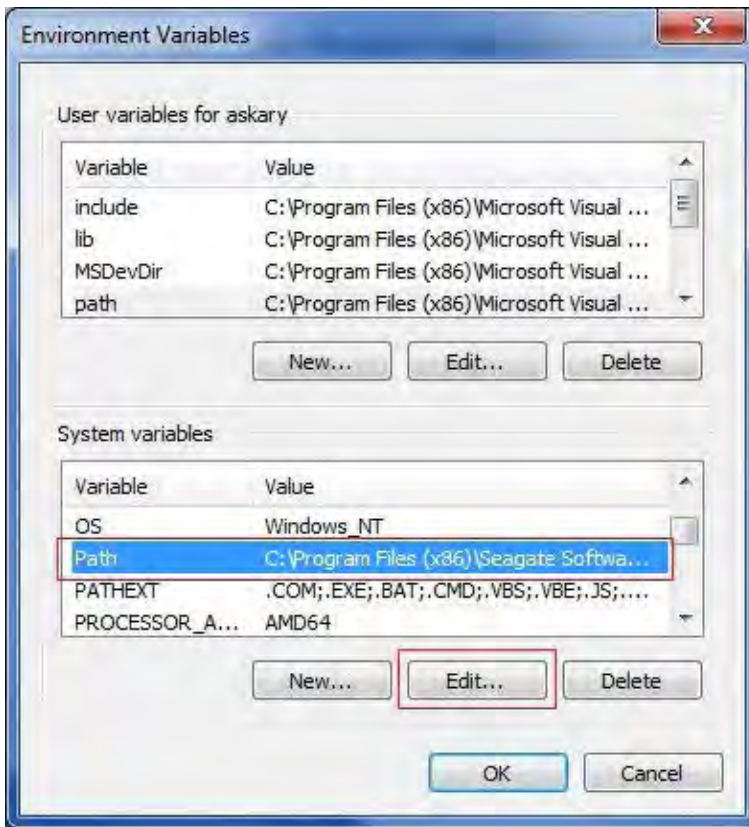 Environment Variables
User variables for askary
Variable Value
include C:\Program Files (x86)\Microsoft Visual ...
lib C:\Program Files (x86)\Microsoft Visual ...
MSDevDir C:\Program Files (x86)\Microsoft Visual ...
path C:\Program Files (x86)\Microsoft Visual ...
New... Edit... Delete
System variables
Variable Value
OS Windows_NT
Path C:\Program Files (x86)\Seagate Softwa...
PATHEXT .COM;.EXE;.BAT;.CMD;.VBS;.VBE;.JS;....
PROCESSOR_A... AMD64
New... Edit... Delete
OK Cancel